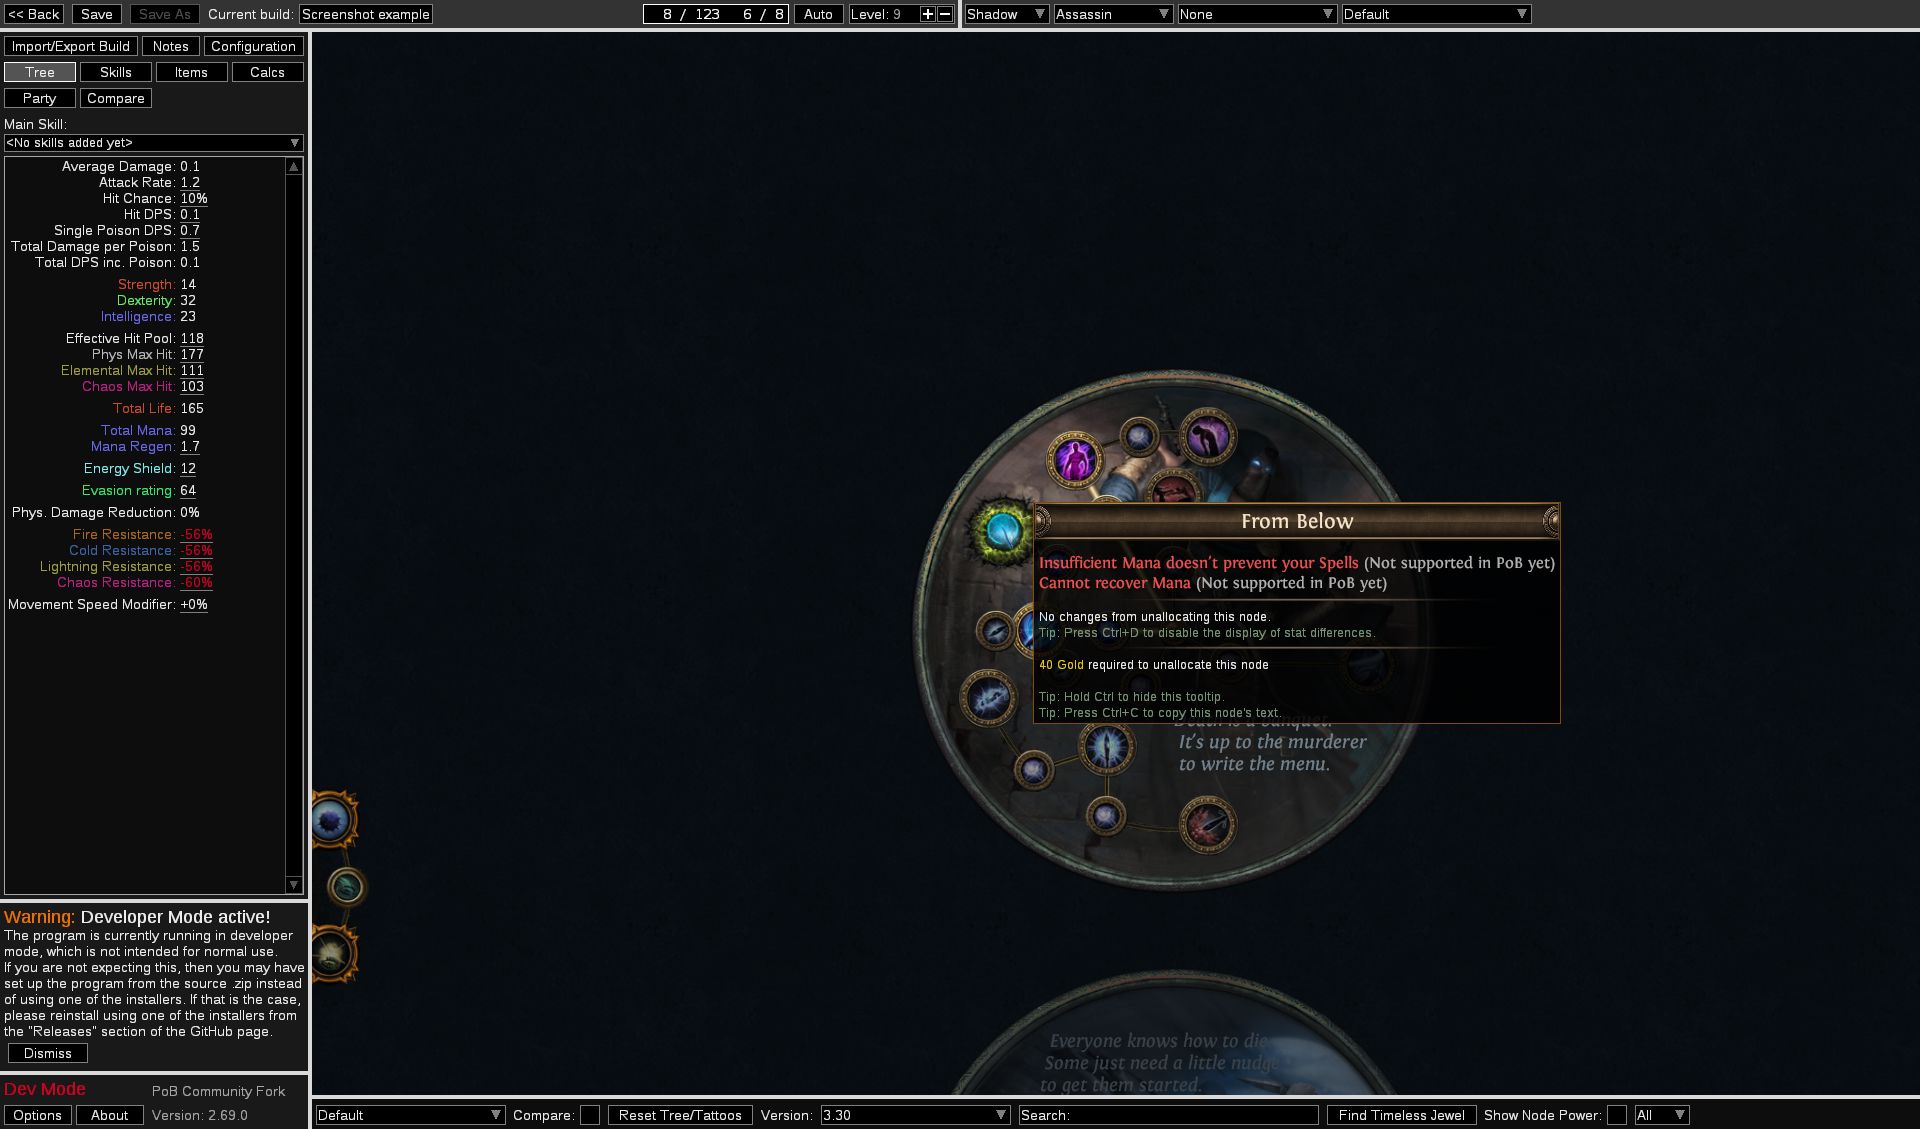 << Back Save Save As Current build: Screenshot example 8 / 123 6 / 8 Auto Level: 9 Shadow Assassin None Default
Import/Export Build Notes Configuration
Tree Skills Items Calcs
Party Compare
Main Skill:
<No skills added yet>
Average Damage: 0.1
Attack Rate: 1.2
Hit Chance: 10%
Hit DPS: 0.1
Single Poison DPS: 0.7
Total Damage per Poison: 1.5
Total DPS inc. Poison: 0.1
Strength: 14
Dexterity: 32
Intelligence: 23
Effective Hit Pool: 118
Phys Max Hit: 177
Elemental Max Hit: 111
Chaos Max Hit: 103
Total Life: 165
Total Mana: 99
Mana Regen: 1.7
Energy Shield: 12
Evasion rating: 64
Phys. Damage Reduction: 0%
Fire Resistance: -56%
Cold Resistance: -56%
Lightning Resistance: -56%
Chaos Resistance: -60%
Movement Speed Modifier: +0%
From Below
Insufficient Mana doesn't prevent your Spells (Not supported in PoB yet)
Cannot recover Mana (Not supported in PoB yet)
No changes from unallocating this node.
Tip: Press Ctrl+D to disable the display of stat differences.
40 Gold required to unallocate this node
Tip: Hold Ctrl to hide this tooltip.
Tip: Press Ctrl+C to copy this node's text.
Death is a banquet.
It's up to the murderer
to write the menu.
Everyone knows how to die.
Some just need a little nudge
to get them started.
Warning: Developer Mode active!
The program is currently running in developer
mode, which is not intended for normal use.
If you are not expecting this, then you may have
set up the program from the source .zip instead
of using one of the installers. If that is the case,
please reinstall using one of the installers from
the "Releases" section of the GitHub page.
Dismiss
Dev Mode PoB Community Fork
Options About Version: 2.69.0
Default Compare: Reset Tree/Tattoos Version: 3.30 Search: Find Timeless Jewel Show Node Power: All